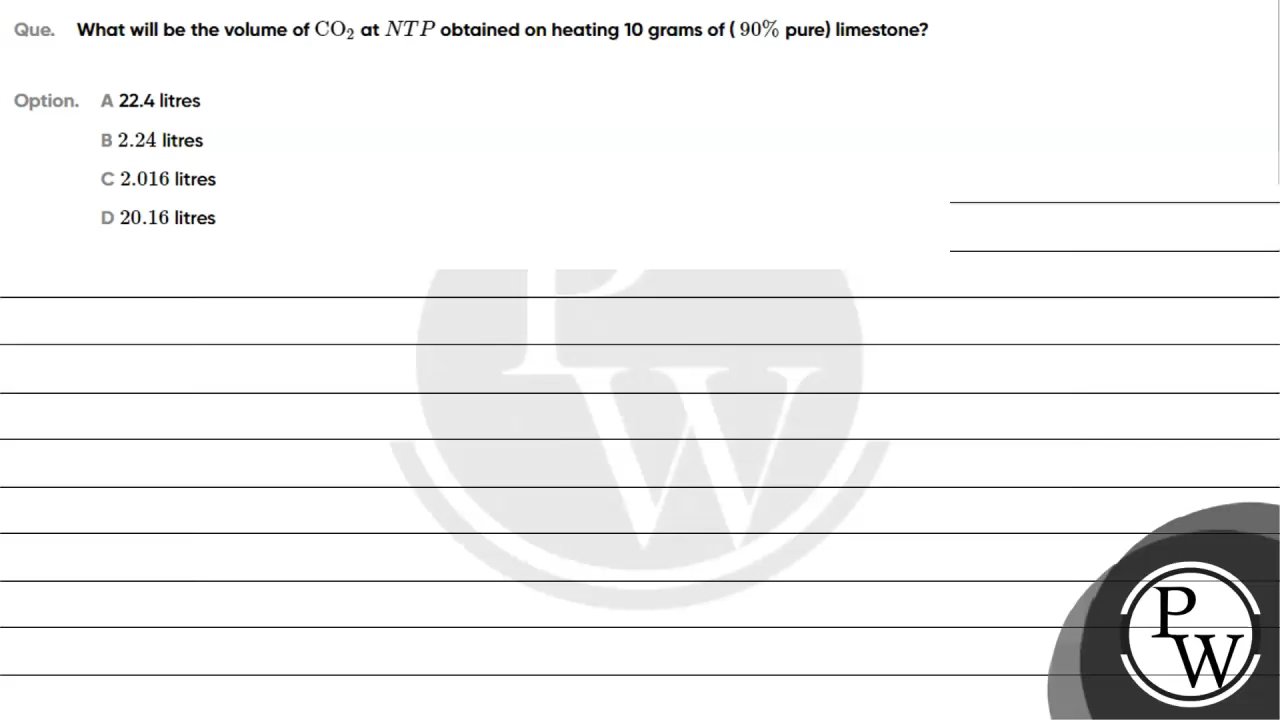 Que. What will be the volume of CO₂ at NTP obtained on heating 10 grams of ( 90% pure) limestone?
Option. A 22.4 litres
B 2.24 litres
C 2.016 litres
D 20.16 litres
P
W
P
W